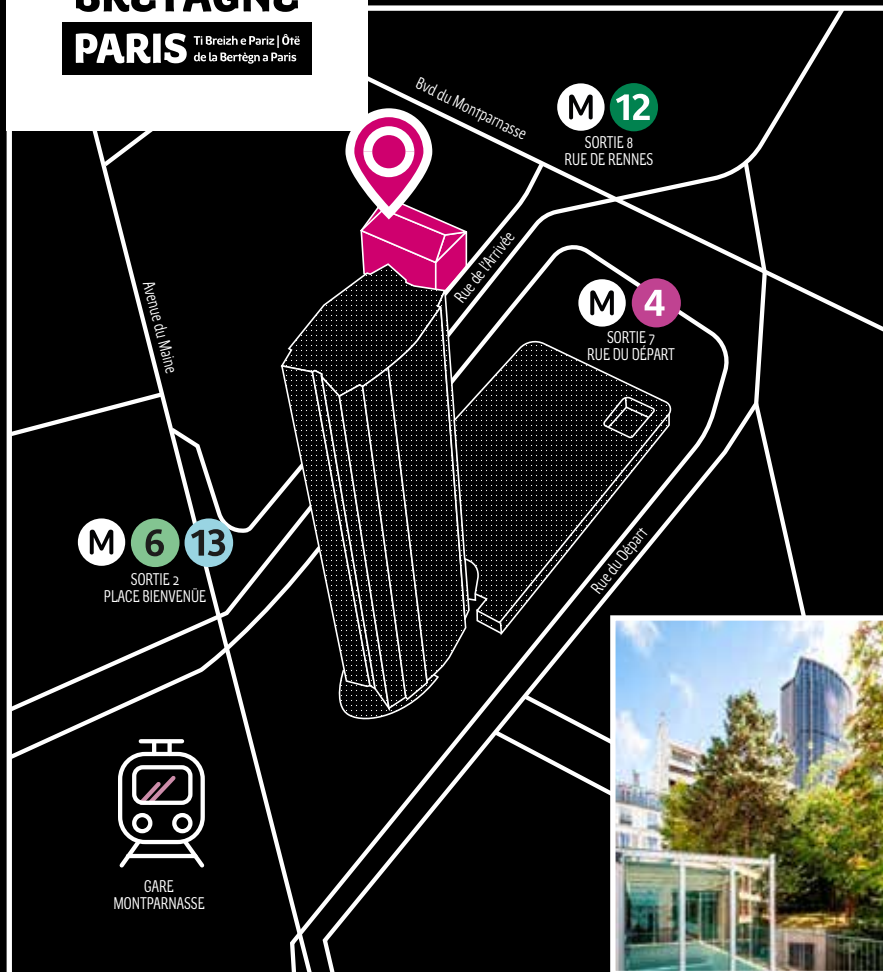 BRETAGNE
PARIS
Ti Breizh e Pariz | Ôtë
de la Bertègn a Paris
Bvd du Montparnasse
M 12
SORTIE 8
RUE DE RENNES
Rue de l'Arrivée
Avenue du Maine
M 4
SORTIE 7
RUE DU DÉPART
M 6 13
SORTIE 2
PLACE BIENVENÜE
Rue du Départ
GARE
MONTPARNASSE